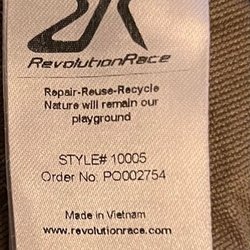 RevolutionRace
Repair-Reuse-Recycle
Nature will remain our
playground
STYLE# 10005
Order No: PO002754
Made in Vietnam
www.revolutionrace.com